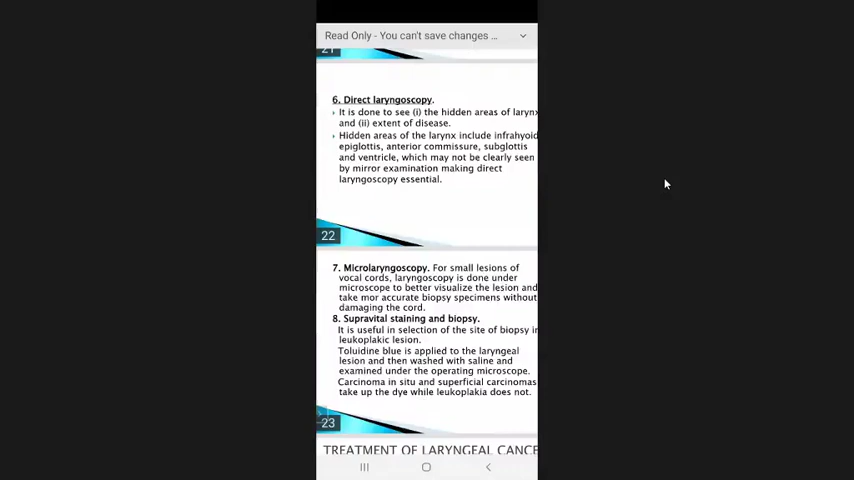 Read Only - You can't save changes ...
21
6. Direct laryngoscopy.
It is done to see (i) the hidden areas of larynx
and (ii) extent of disease.
Hidden areas of the larynx include infrahyoid
epiglottis, anterior commissure, subglottis
and ventricle, which may not be clearly seen
by mirror examination making direct
laryngoscopy essential.
22
7. Microlaryngoscopy. For small lesions of
vocal cords, laryngoscopy is done under
microscope to better visualize the lesion and
take mor accurate biopsy specimens without
damaging the cord.
8. Supravital staining and biopsy.
It is useful in selection of the site of biopsy in
leukoplakic lesion.
Toluidine blue is applied to the laryngeal
lesion and then washed with saline and
examined under the operating microscope.
Carcinoma in situ and superficial carcinomas
take up the dye while leukoplakia does not.
23
TREATMENT OF LARYNGEAL CANCE